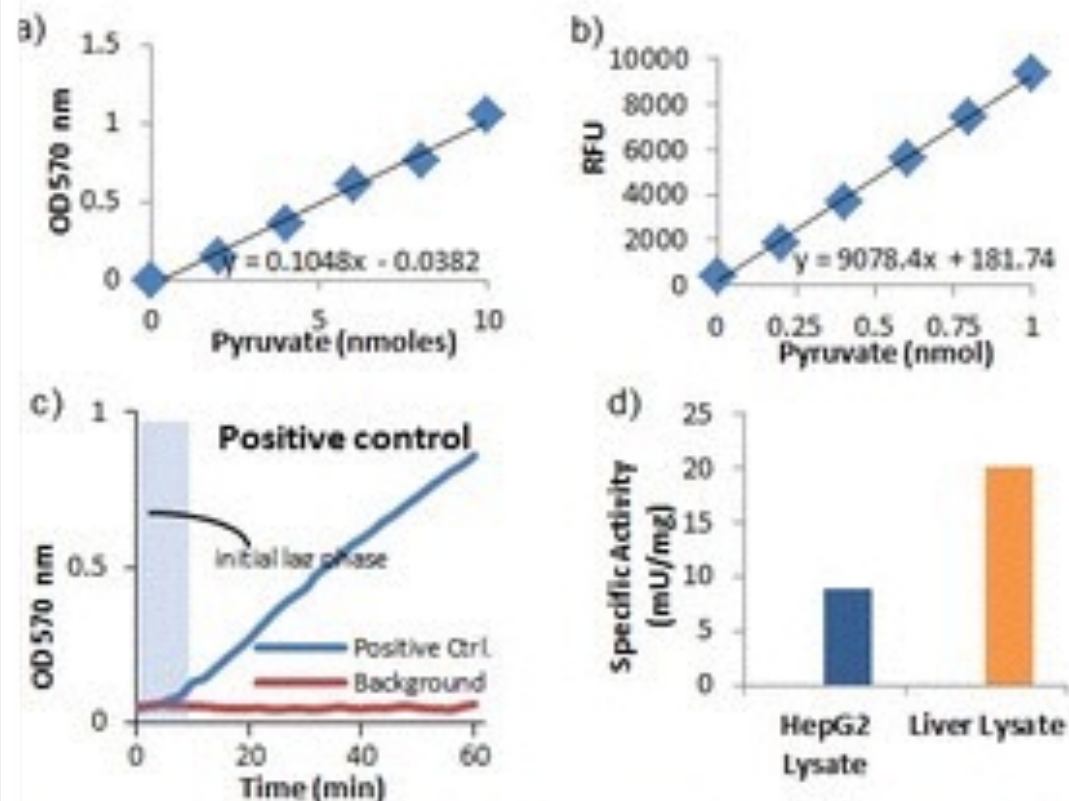 a)
1.5
1
0.5
0
OD570 nm
y = 0.1048x - 0.0382
0 5 10
Pyruvate (nmoles)
b)
10000
8000
6000
4000
2000
0
RFU
y = 9078.4x + 181.74
0 0.25 0.5 0.75 1
Pyruvate (nmol)
c)
1
0.5
0
OD570 nm
Positive control
initial lag phase
Positive Ctrl.
Background
0 20 40 60
Time (min)
d)
25
20
15
10
5
0
Specific Activity
(mU/mg)
HepG2
Lysate
Liver Lysate